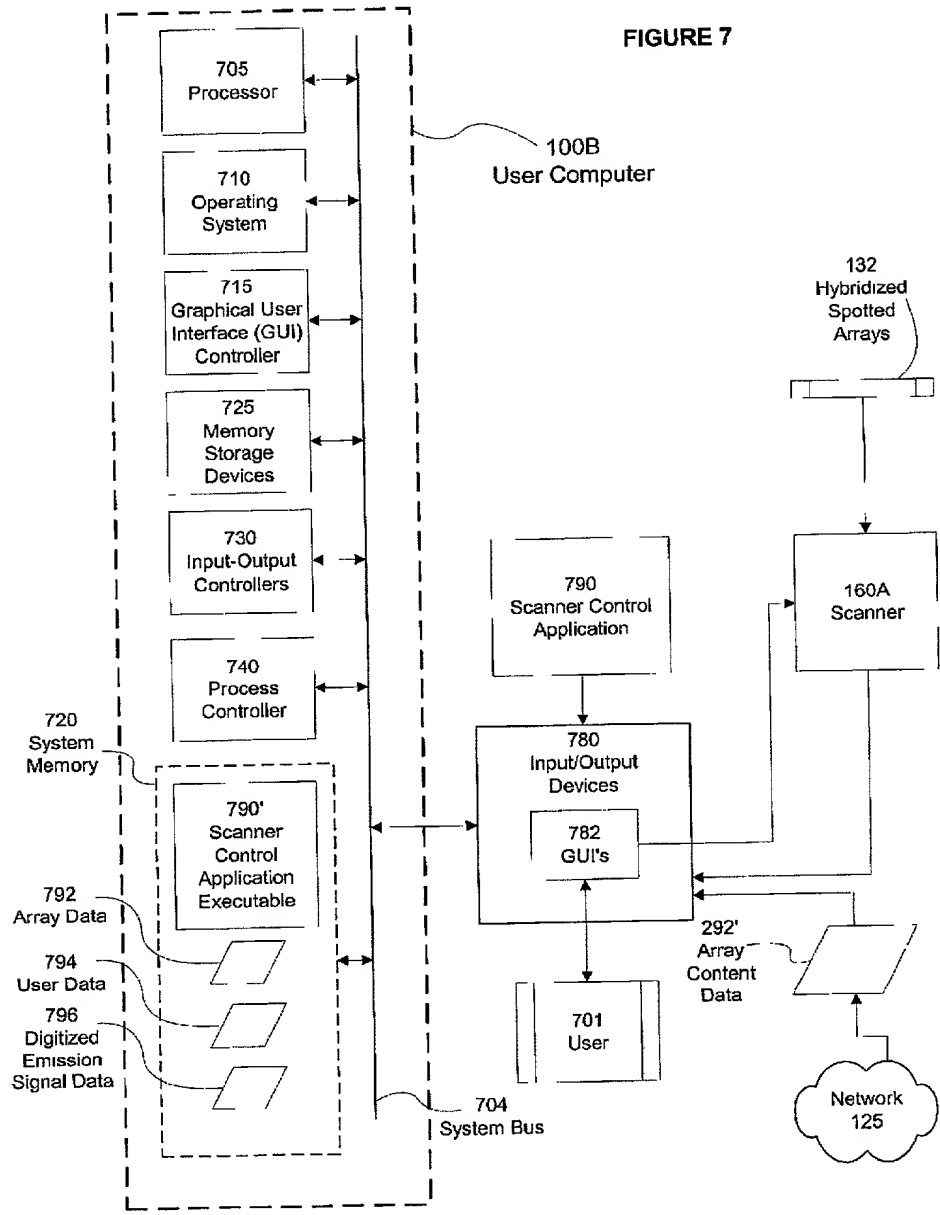 FIGURE 7
705
Processor
100B
User Computer
710
Operating
System
715
Graphical User
Interface (GUI)
Controller
132
Hybridized
Spotted
Arrays
725
Memory
Storage
Devices
730
Input-Output
Controllers
790
Scanner Control
Application
160A
Scanner
740
Process
Controller
720
System
Memory
780
Input/Output
Devices
782
GUI's
790'
Scanner
Control
Application
Executable
792
Array Data
794
User Data
796
Digitized
Emission
Signal Data
292'
Array
Content
Data
701
User
704
System Bus
Network
125